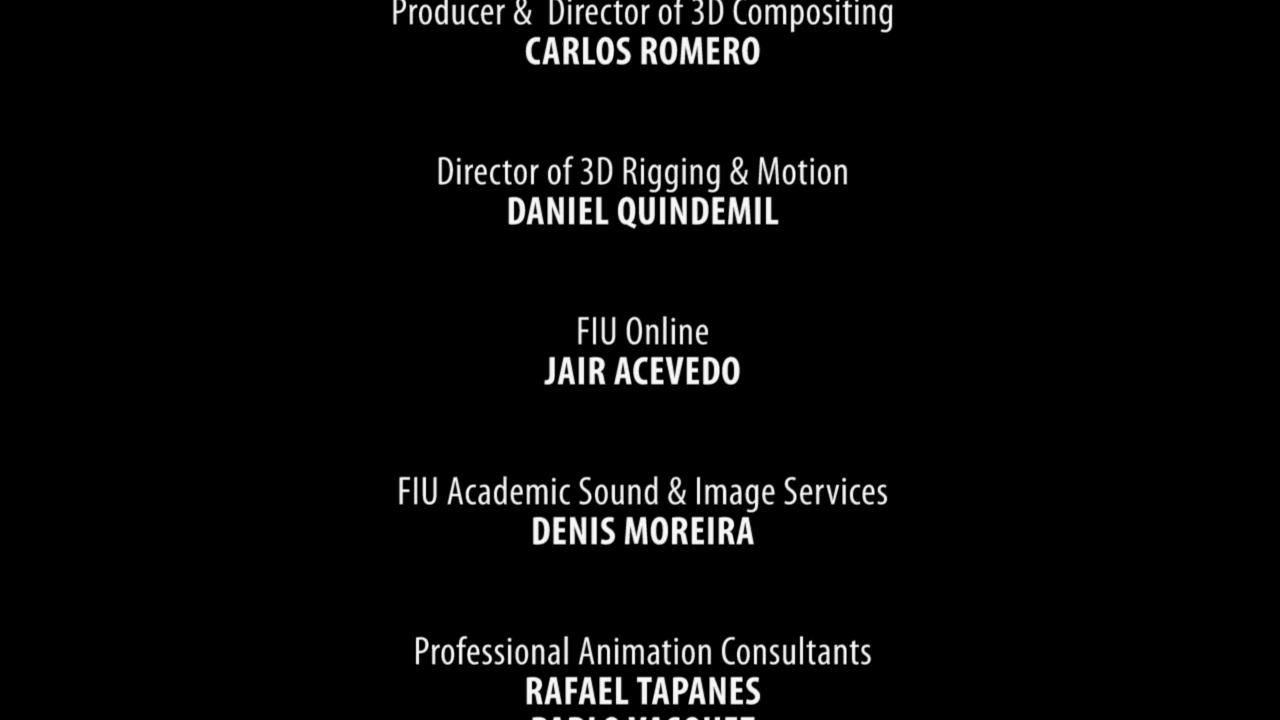 Producer & Director of 3D Compositing
CARLOS ROMERO
Director of 3D Rigging & Motion
DANIEL QUINDEMIL
FIU Online
JAIR ACEVEDO
FIU Academic Sound & Image Services
DENIS MOREIRA
Professional Animation Consultants
RAFAEL TAPANES